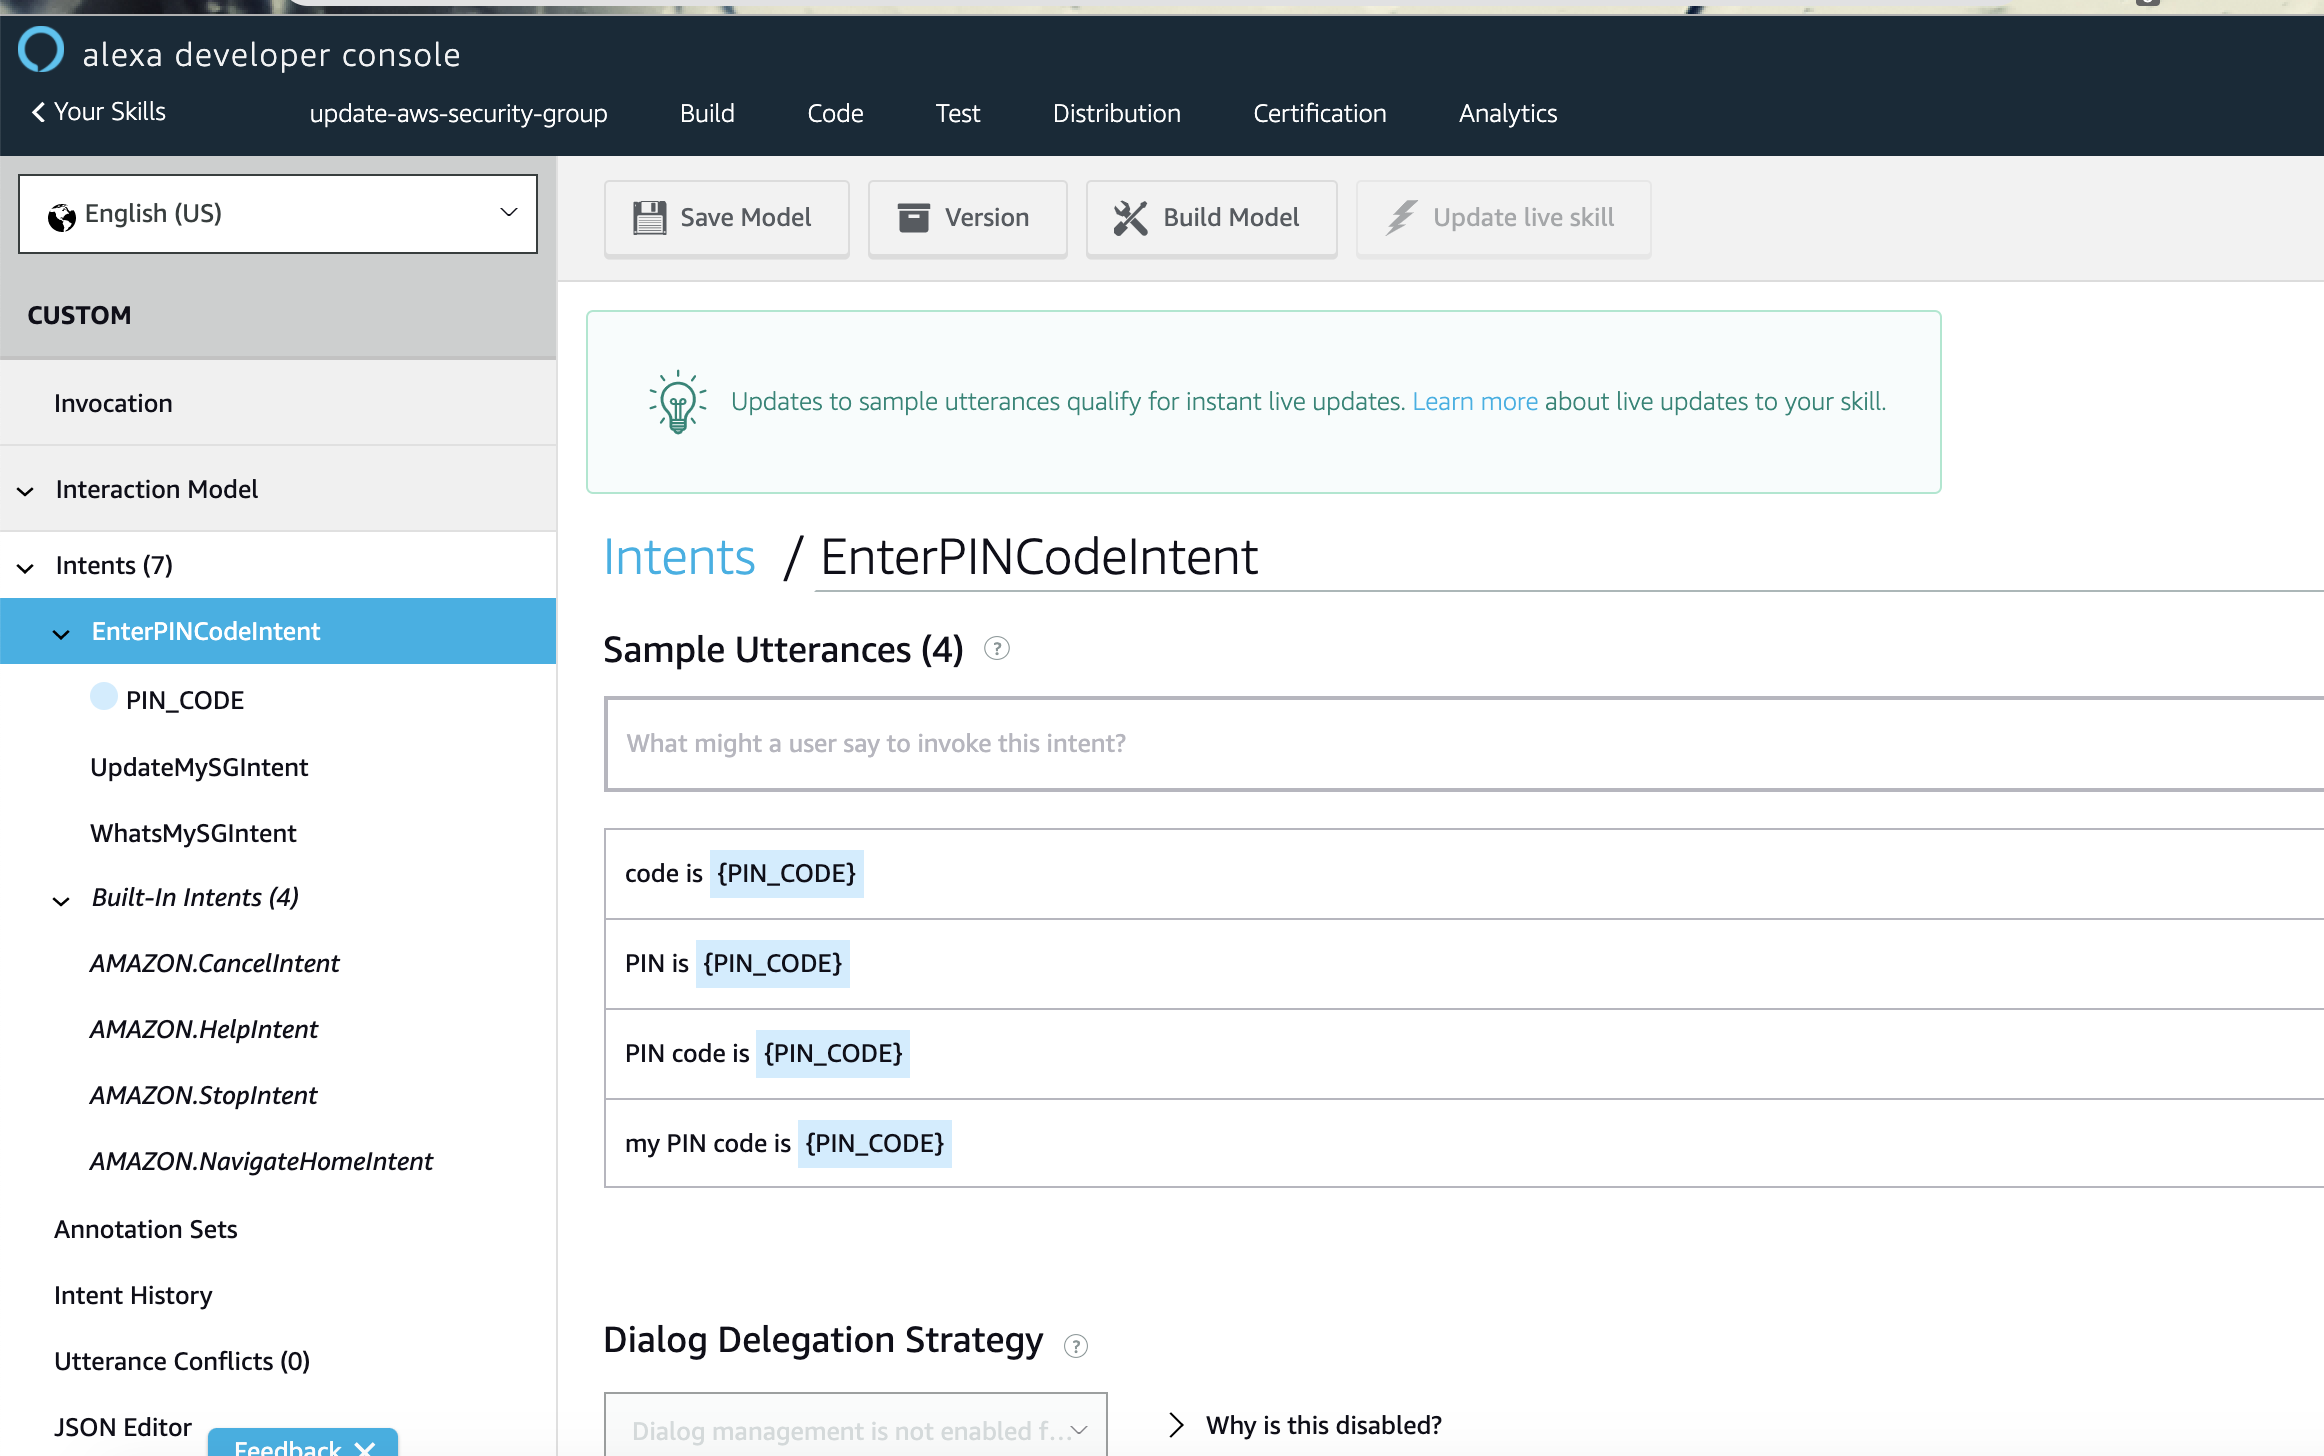 alexa developer console
Your Skills update-aws-security-group Build Code Test Distribution Certification Analytics
English (US)
Save Model Version Build Model Update live skill
CUSTOM
Invocation
Interaction Model
Intents (7)
EnterPINCodeIntent
PIN_CODE
UpdateMySGIntent
WhatsMySGIntent
Built-In Intents (4)
AMAZON.CancelIntent
AMAZON.HelpIntent
AMAZON.StopIntent
AMAZON.NavigateHomeIntent
Annotation Sets
Intent History
Utterance Conflicts (0)
JSON Editor
Feedback
Updates to sample utterances qualify for instant live updates. Learn more about live updates to your skill.
Intents / EnterPINCodeIntent
Sample Utterances (4) ?
What might a user say to invoke this intent?
code is {PIN_CODE}
PIN is {PIN_CODE}
PIN code is {PIN_CODE}
my PIN code is {PIN_CODE}
Dialog Delegation Strategy ?
Dialog management is not enabled f...
Why is this disabled?